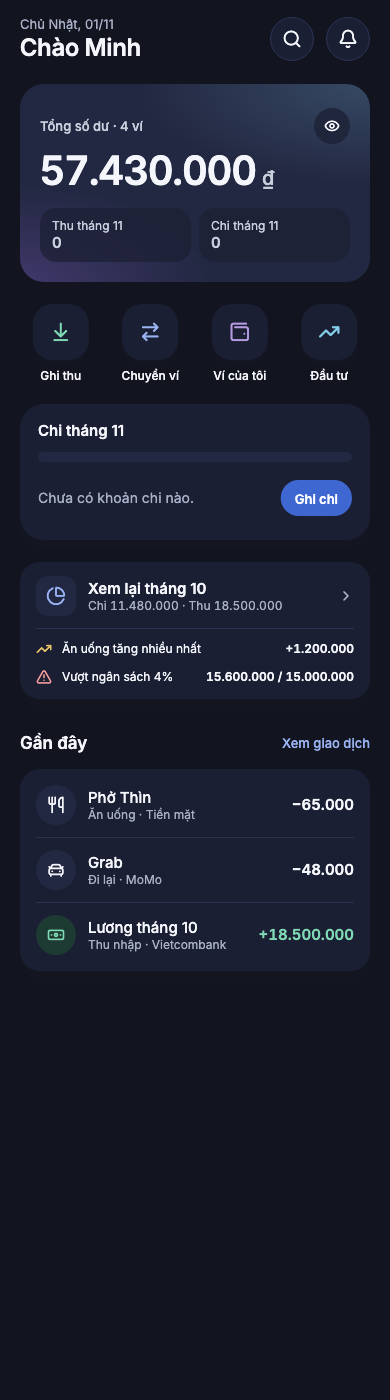 Chủ Nhật, 01/11
Chào Minh
Tổng số dư · 4 ví
57.430.000 ₫
Thu tháng 11
0
Chi tháng 11
0
Ghi thu
Chuyển ví
Ví của tôi
Đầu tư
Chi tháng 11
Chưa có khoản chi nào.
Ghi chi
Xem lại tháng 10
Chi 11.480.000 · Thu 18.500.000
Ăn uống tăng nhiều nhất +1.200.000
Vượt ngân sách 4% 15.600.000 / 15.000.000
Gần đây
Xem giao dịch
Phở Thìn
Ăn uống · Tiền mặt
−65.000
Grab
Đi lại · MoMo
−48.000
Lương tháng 10
Thu nhập · Vietcombank
+18.500.000